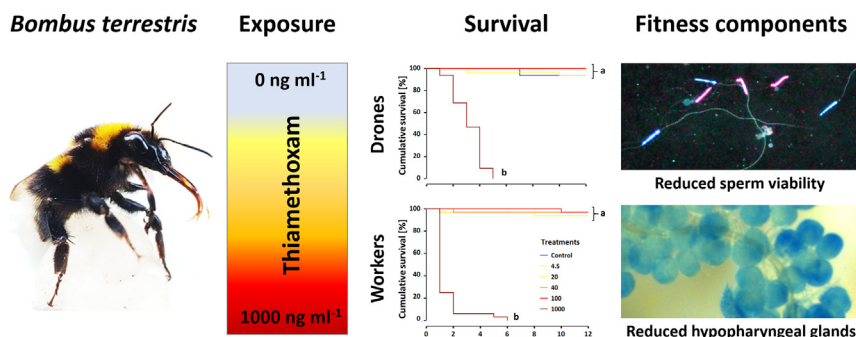 Bombus terrestris
Exposure
Survival
Fitness components
0 ng ml-1
Thiamethoxam
1000 ng ml-1
Drones
Cumulative survival [%]
100
80
60
40
20
0
a
b
Reduced sperm viability
Workers
Cumulative survival [%]
100
80
60
40
20
0
a
b
Treatments
Control
4.5
20
40
100
1000
0 2 4 6 8 10 12
Reduced hypopharyngeal glands